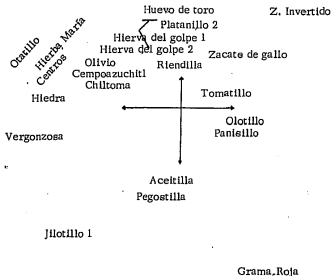 Huevo de toro
Z. Invertido
Platanillo 2
Hierva del golpe 1
Hierva del golpe 2
Zacate de gallo
Otatillo
Hierba María
Centros
Olivio
Riendilla
Cempoazuchitl
Chiltoma
Hiedra
Tomatillo
Olotillo
Panisillo
Vergonzosa
Aceitilla
Pegostilla
Jilotillo 1
Grama Roja